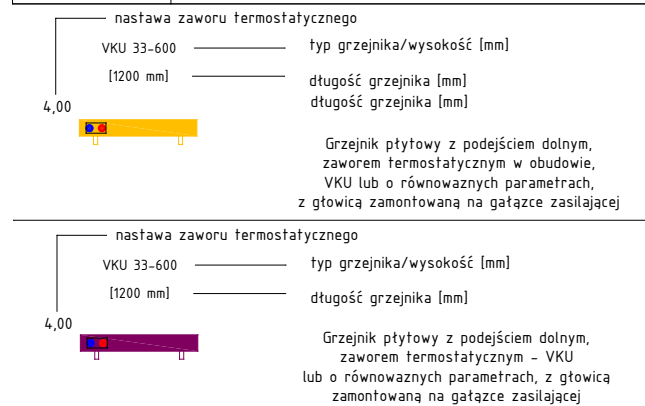 nastawa zaworu termostatycznego
VKU 33-600 typ grzejnika/wysokość [mm]
[1200 mm] długość grzejnika [mm]
długość grzejnika [mm]
4,00
Grzejnik płytowy z podejściem dolnym,
zaworem termostatycznym w obudowie,
VKU lub o równowaznych parametrach,
z głowicą zamontowaną na gałązce zasilającej
nastawa zaworu termostatycznego
VKU 33-600 typ grzejnika/wysokość [mm]
[1200 mm] długość grzejnika [mm]
4,00
Grzejnik płytowy z podejściem dolnym,
zaworem termostatycznym - VKU
lub o równowaznych parametrach, z głowicą
zamontowaną na gałązce zasilającej